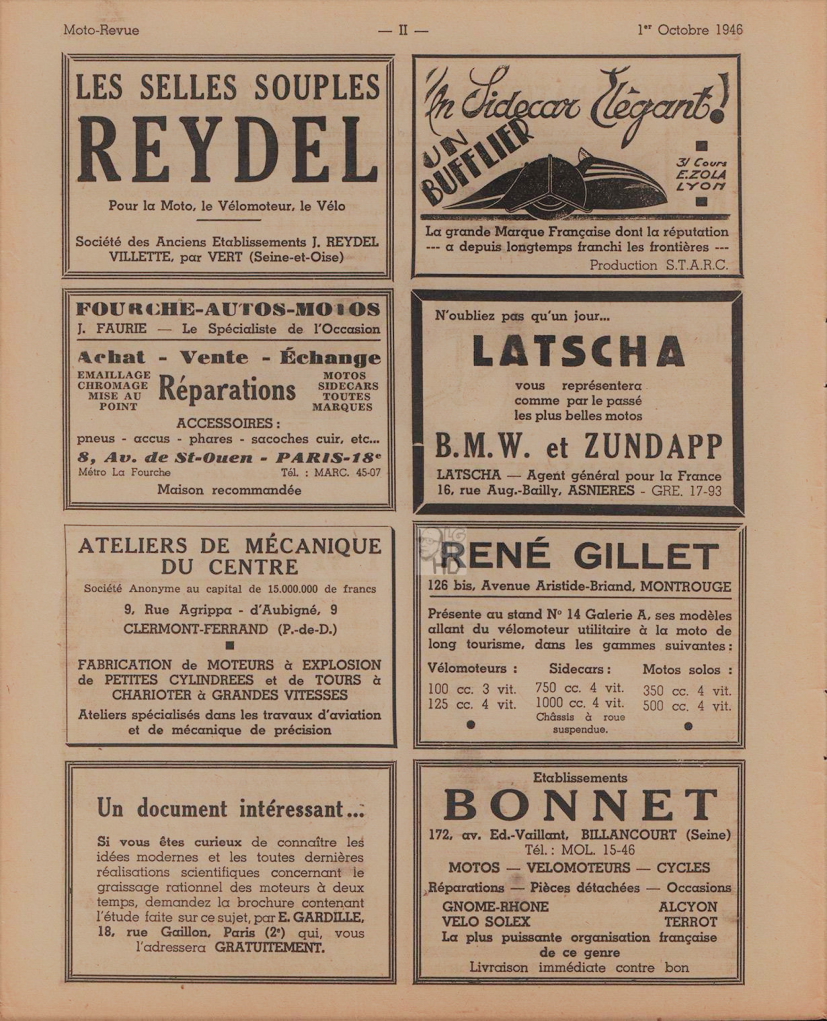 Moto-Revue
— II —
1er Octobre 1946
LES SELLES SOUPLES
REYDEL
Pour la Moto, le Vélomoteur, le Vélo
Société des Anciens Etablissements J. REYDEL
VILLETTE, par VERT (Seine-et-Oise)
Un Sidecar Élégant!
UN
BUFFLIER
31 Cours
E.ZOLA
LYON
La grande Marque Française dont la réputation
--- a depuis longtemps franchi les frontières ---
Production S.T.A.R.C.
FOURCHE-AUTOS-MOTOS
J. FAURIE — Le Spécialiste de l'Occasion
Achat - Vente - Échange
EMAILLAGE
CHROMAGE
MISE AU
POINT
Réparations
MOTOS
SIDECARS
TOUTES
MARQUES
ACCESSOIRES :
pneus - accus - phares - sacoches cuir, etc...
8, Av. de St-Ouen - PARIS-18e
Métro La Fourche Tél. : MARC. 45-07
Maison recommandée
N'oubliez pas qu'un jour...
LATSCHA
vous représentera
comme par le passé
les plus belles motos
B.M.W. et ZUNDAPP
LATSCHA — Agent général pour la France
16, rue Aug.-Bailly, ASNIERES - GRE. 17-93
ATELIERS DE MÉCANIQUE
DU CENTRE
Société Anonyme au capital de 15.000.000 de francs
9, Rue Agrippa - d'Aubigné, 9
CLERMONT-FERRAND (P.-de-D.)
FABRICATION de MOTEURS à EXPLOSION
de PETITES CYLINDREES et de TOURS à
CHARIOTER à GRANDES VITESSES
Ateliers spécialisés dans les travaux d'aviation
et de mécanique de précision
LG
HD
RENÉ GILLET
126 bis, Avenue Aristide-Briand, MONTROUGE
Présente au stand No 14 Galerie A, ses modèles
allant du vélomoteur utilitaire à la moto de
long tourisme, dans les gammes suivantes :
Vélomoteurs : Sidecars : Motos solos :
100 cc. 3 vit. 750 cc. 4 vit. 350 cc. 4 vit.
125 cc. 4 vit. 1000 cc. 4 vit. 500 cc. 4 vit.
Châssis à roue
suspendue.
Un document intéressant...
Si vous êtes curieux de connaître les
idées modernes et les toutes dernières
réalisations scientifiques concernant le
graissage rationnel des moteurs à deux
temps, demandez la brochure contenant
l'étude faite sur ce sujet, par E. GARDILLE,
18, rue Gaillon, Paris (2e) qui, vous
l'adressera GRATUITEMENT.
Etablissements
BONNET
172, av. Ed.-Vaillant, BILLANCOURT (Seine)
Tél. : MOL. 15-46
MOTOS — VELOMOTEURS — CYCLES
Réparations — Pièces détachées — Occasions
GNOME-RHONE ALCYON
VELO SOLEX TERROT
La plus puissante organisation française
de ce genre
Livraison immédiate contre bon